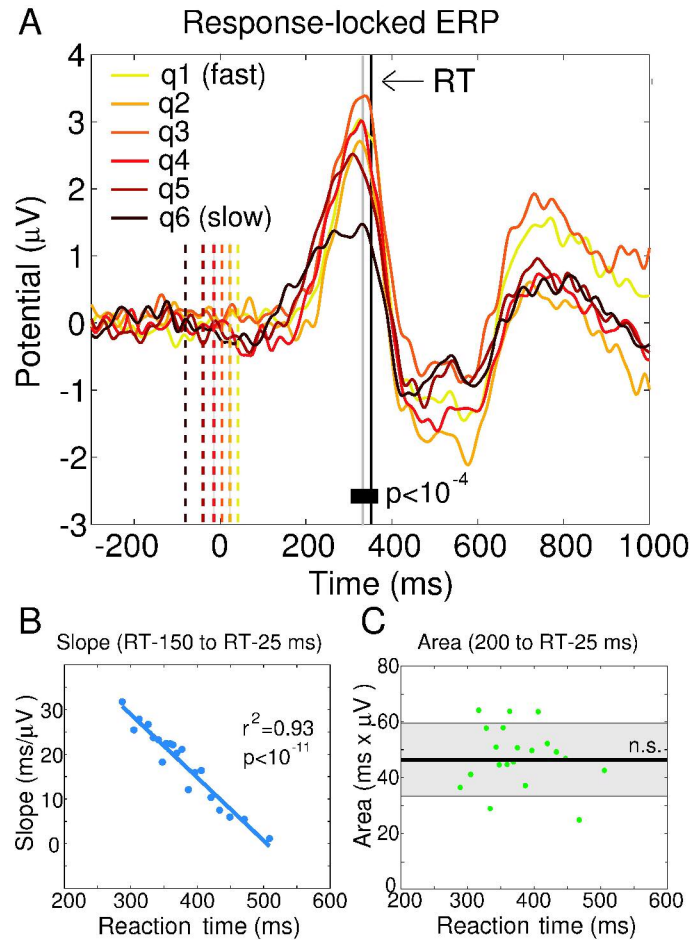 A Response-locked ERP
4
3
2
1
0
-1
-2
-3
Potential (μV)
q1 (fast)
q2
q3
q4
q5
q6 (slow)
← RT
p<10⁻⁴
-200 0 200 400 600 800 1000
Time (ms)
B
Slope (RT-150 to RT-25 ms)
30
20
10
0
Slope (ms/μV)
r²=0.93
p<10⁻¹¹
200 300 400 500 600
Reaction time (ms)
C
Area (200 to RT-25 ms)
80
60
40
20
0
Area (ms x μV)
n.s.
200 300 400 500 600
Reaction time (ms)